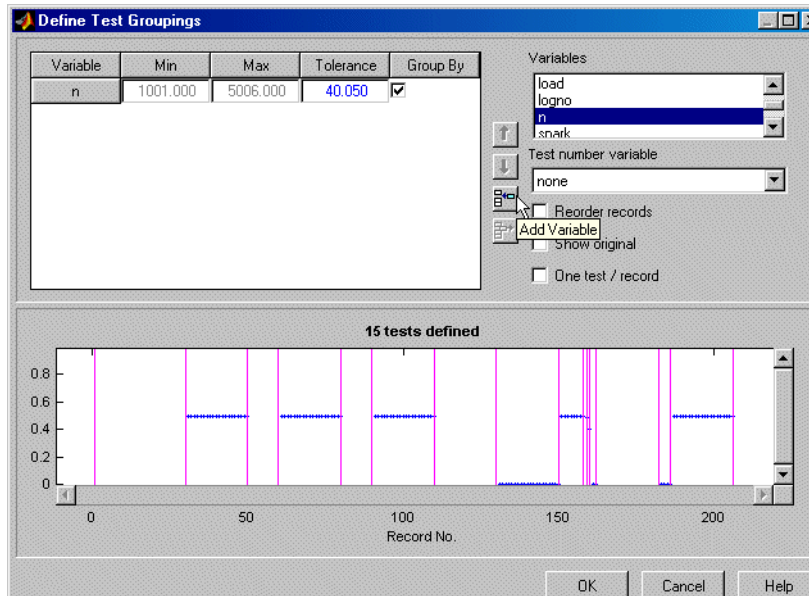 Define Test Groupings
Variable Min Max Tolerance Group By
n 1001.000 5006.000 40.050
Variables
load
logno
n
spark
Test number variable
none
Reorder records
Add Variable
Show original
One test / record
15 tests defined
0.8
0.6
0.4
0.2
0
0 50 100 150 200
Record No.
OK Cancel Help